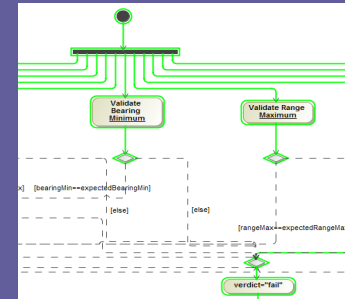 Validate
Bearing
Minimum
Validate Range
Maximum
x]
[bearingMin==expectedBearingMin]
[else]
[else]
[rangeMax==expectedRangeMa
verdict="fail"